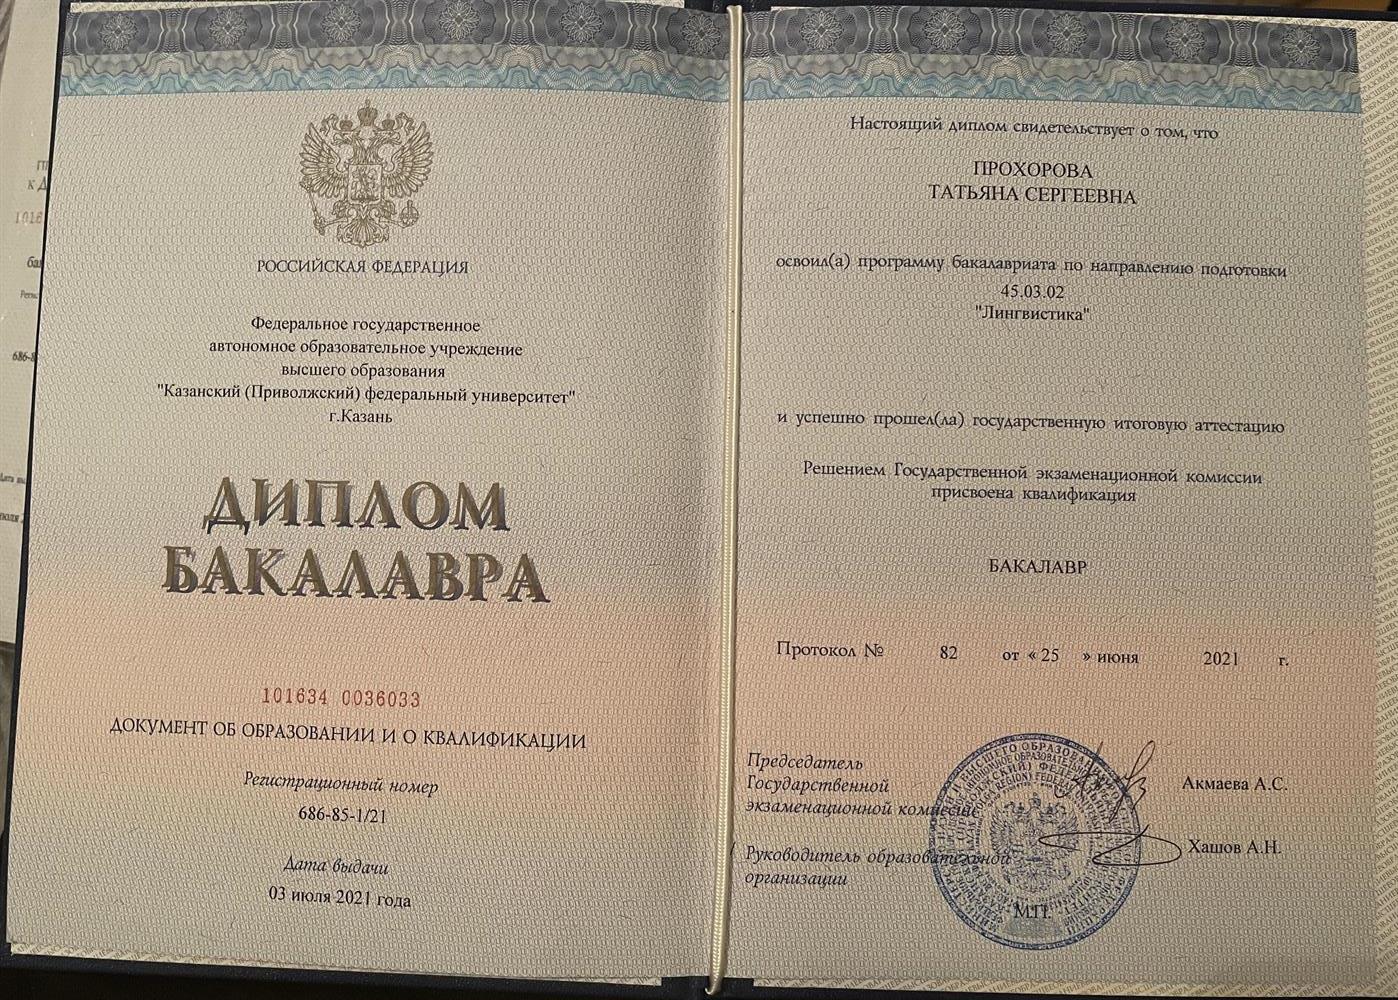 РОССИЙСКАЯ ФЕДЕРАЦИЯ
Федеральное государственное
автономное образовательное учреждение
высшего образования
"Казанский (Приволжский) федеральный университет"
г.Казань
ДИПЛОМ
БАКАЛАВРА
101634 0036033
ДОКУМЕНТ ОБ ОБРАЗОВАНИИ И О КВАЛИФИКАЦИИ
Регистрационный номер
686-85-1/21
Дата выдачи
03 июля 2021 года
Настоящий диплом свидетельствует о том, что
ПРОХОРОВА
ТАТЬЯНА СЕРГЕЕВНА
освоил(а) программу бакалавриата по направлению подготовки
45.03.02
"Лингвистика"
и успешно прошел(ла) государственную итоговую аттестацию
Решением Государственной экзаменационной комиссии
присвоена квалификация
БАКАЛАВР
Протокол № 82 от « 25 » июня 2021 г.
Председатель
Государственной
экзаменационной комиссии
Акмаева А.С.
Руководитель образовательной
организации
Хашов А.Н.
М.П.